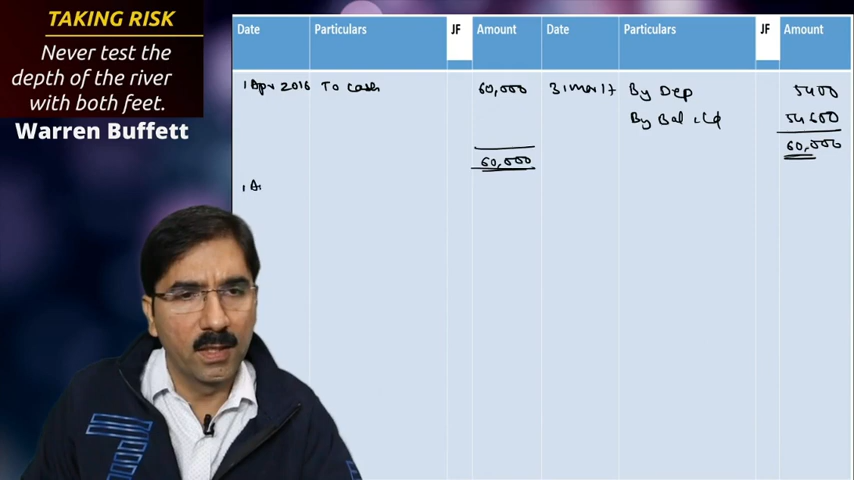 TAKING RISK
Never test the
depth of the river
with both feet.
Warren Buffett
Date Particulars JF Amount Date Particulars JF Amount
1 Apr 2016 To cash 60,000 31 Mar 17 By Dep 5400
By Bal c/d 54600
60,000 60,000
1 A